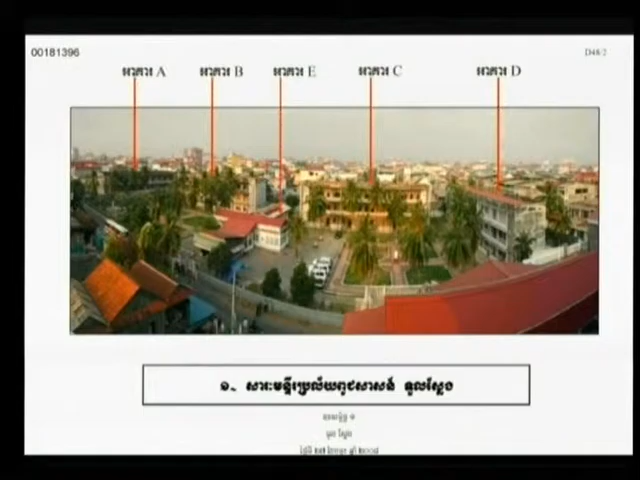 00181396
D48/2
អាគារ A
អាគារ B
អាគារ E
អាគារ C
អាគារ D
១. សារៈមន្ទីរប្រល័យពូជសាសន៍ ទួលស្លែង